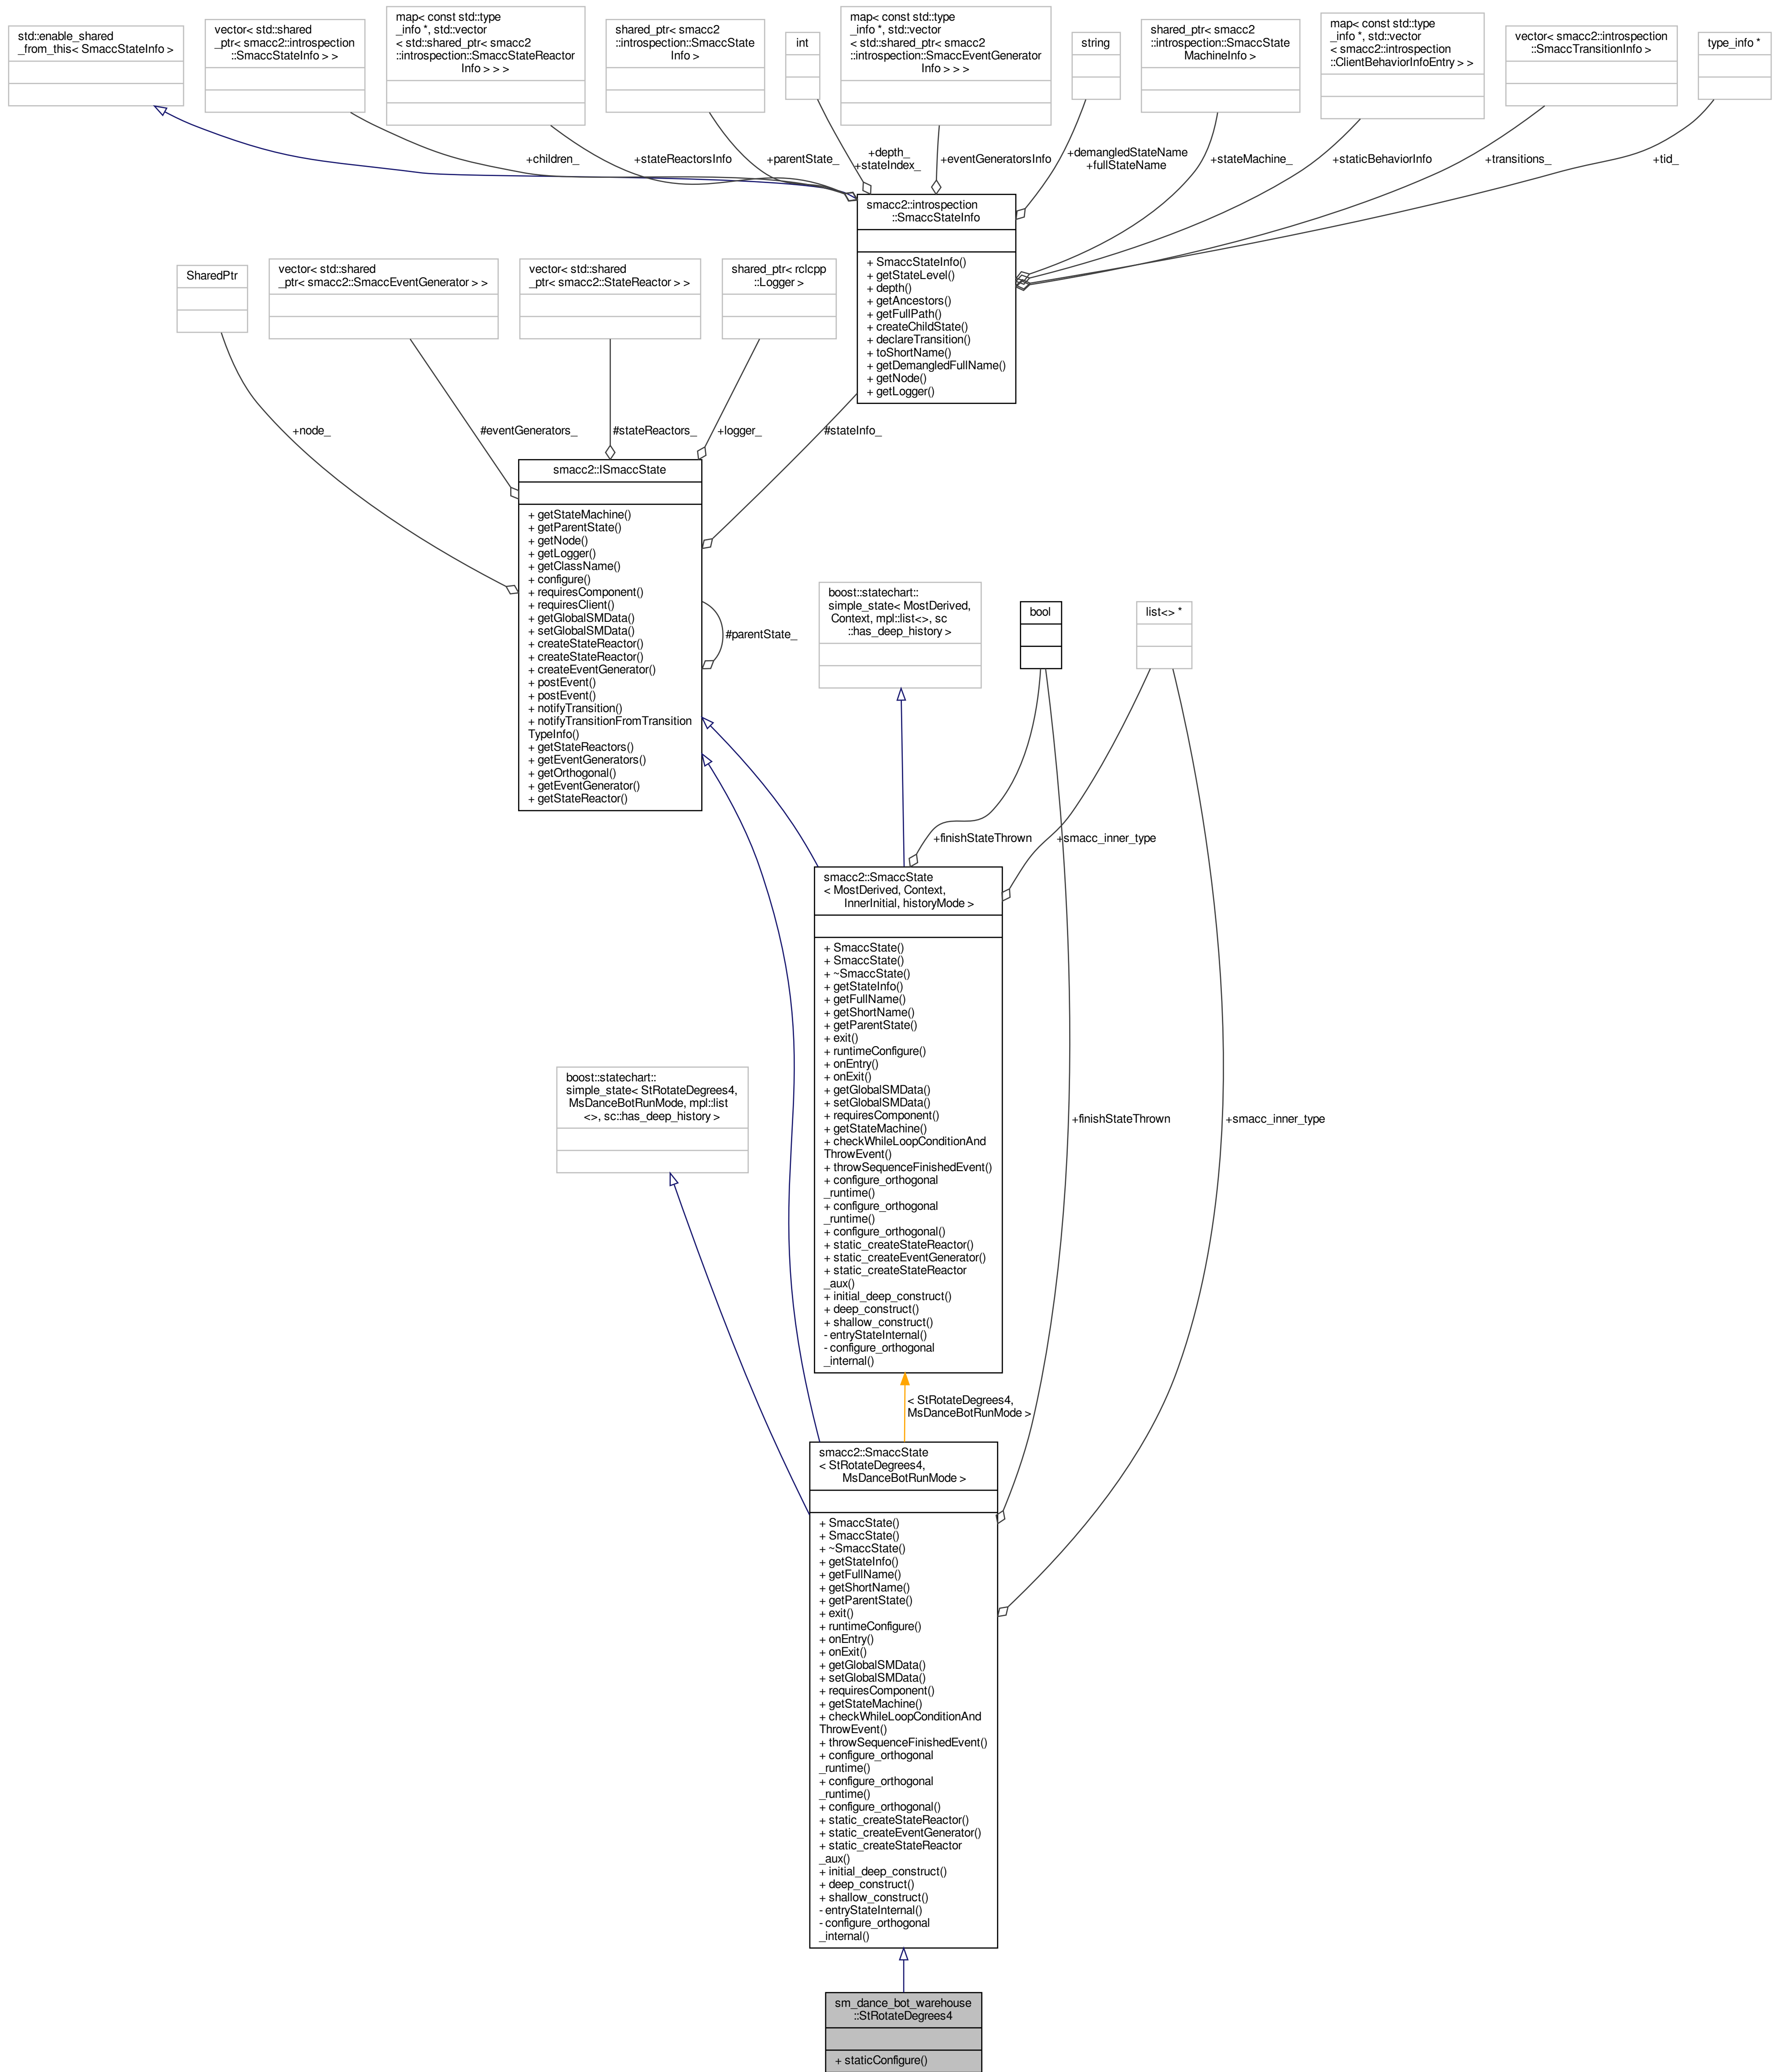 std::enable_shared
_from_this< SmaccStateInfo >
vector< std::shared
_ptr< smacc2::introspection
::SmaccStateInfo > >
map< const std::type
_info *, std::vector
< std::shared_ptr< smacc2
::introspection::SmaccStateReactor
Info > > >
shared_ptr< smacc2
::introspection::SmaccState
Info >
int
map< const std::type
_info *, std::vector
< std::shared_ptr< smacc2
::introspection::SmaccEventGenerator
Info > > >
string
shared_ptr< smacc2
::introspection::SmaccState
MachineInfo >
map< const std::type
_info *, std::vector
< smacc2::introspection
::ClientBehaviorInfoEntry > >
vector< smacc2::introspection
::SmaccTransitionInfo >
type_info *
+children_
+stateReactorsInfo
+parentState_
+depth_
+stateIndex_
+eventGeneratorsInfo
+demangledStateName
+fullStateName
+stateMachine_
+staticBehaviorInfo
+transitions_
+tid_
smacc2::introspection
::SmaccStateInfo
+ SmaccStateInfo()
+ getStateLevel()
+ depth()
+ getAncestors()
+ getFullPath()
+ createChildState()
+ declareTransition()
+ toShortName()
+ getDemangledFullName()
+ getNode()
+ getLogger()
SharedPtr
vector< std::shared
_ptr< smacc2::SmaccEventGenerator > >
vector< std::shared
_ptr< smacc2::StateReactor > >
shared_ptr< rclcpp
::Logger >
+node_
#eventGenerators_
#stateReactors_
+logger_
#stateInfo_
smacc2::ISmaccState
+ getStateMachine()
+ getParentState()
+ getNode()
+ getLogger()
+ getClassName()
+ configure()
+ requiresComponent()
+ requiresClient()
+ getGlobalSMData()
+ setGlobalSMData()
+ createStateReactor()
+ createStateReactor()
+ createEventGenerator()
+ postEvent()
+ postEvent()
+ notifyTransition()
+ notifyTransitionFromTransition
TypeInfo()
+ getStateReactors()
+ getEventGenerators()
+ getOrthogonal()
+ getEventGenerator()
+ getStateReactor()
#parentState_
boost::statechart::
simple_state< MostDerived,
Context, mpl::list<>, sc
::has_deep_history >
bool
list<> *
+finishStateThrown
+smacc_inner_type
smacc2::SmaccState
< MostDerived, Context,
InnerInitial, historyMode >
+ SmaccState()
+ SmaccState()
+ ~SmaccState()
+ getStateInfo()
+ getFullName()
+ getShortName()
+ getParentState()
+ exit()
+ runtimeConfigure()
+ onEntry()
+ onExit()
+ getGlobalSMData()
+ setGlobalSMData()
+ requiresComponent()
+ getStateMachine()
+ checkWhileLoopConditionAnd
ThrowEvent()
+ throwSequenceFinishedEvent()
+ configure_orthogonal
_runtime()
+ configure_orthogonal
_runtime()
+ configure_orthogonal()
+ static_createStateReactor()
+ static_createEventGenerator()
+ static_createStateReactor
_aux()
+ initial_deep_construct()
+ deep_construct()
+ shallow_construct()
- entryStateInternal()
- configure_orthogonal
_internal()
boost::statechart::
simple_state< StRotateDegrees4,
MsDanceBotRunMode, mpl::list
<>, sc::has_deep_history >
+finishStateThrown
+smacc_inner_type
< StRotateDegrees4,
MsDanceBotRunMode >
smacc2::SmaccState
< StRotateDegrees4,
MsDanceBotRunMode >
+ SmaccState()
+ SmaccState()
+ ~SmaccState()
+ getStateInfo()
+ getFullName()
+ getShortName()
+ getParentState()
+ exit()
+ runtimeConfigure()
+ onEntry()
+ onExit()
+ getGlobalSMData()
+ setGlobalSMData()
+ requiresComponent()
+ getStateMachine()
+ checkWhileLoopConditionAnd
ThrowEvent()
+ throwSequenceFinishedEvent()
+ configure_orthogonal
_runtime()
+ configure_orthogonal
_runtime()
+ configure_orthogonal()
+ static_createStateReactor()
+ static_createEventGenerator()
+ static_createStateReactor
_aux()
+ initial_deep_construct()
+ deep_construct()
+ shallow_construct()
- entryStateInternal()
- configure_orthogonal
_internal()
sm_dance_bot_warehouse
::StRotateDegrees4
+ staticConfigure()